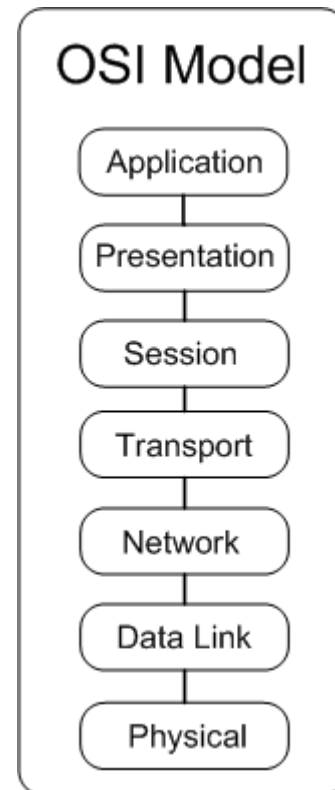 OSI Model
Application
Presentation
Session
Transport
Network
Data Link
Physical